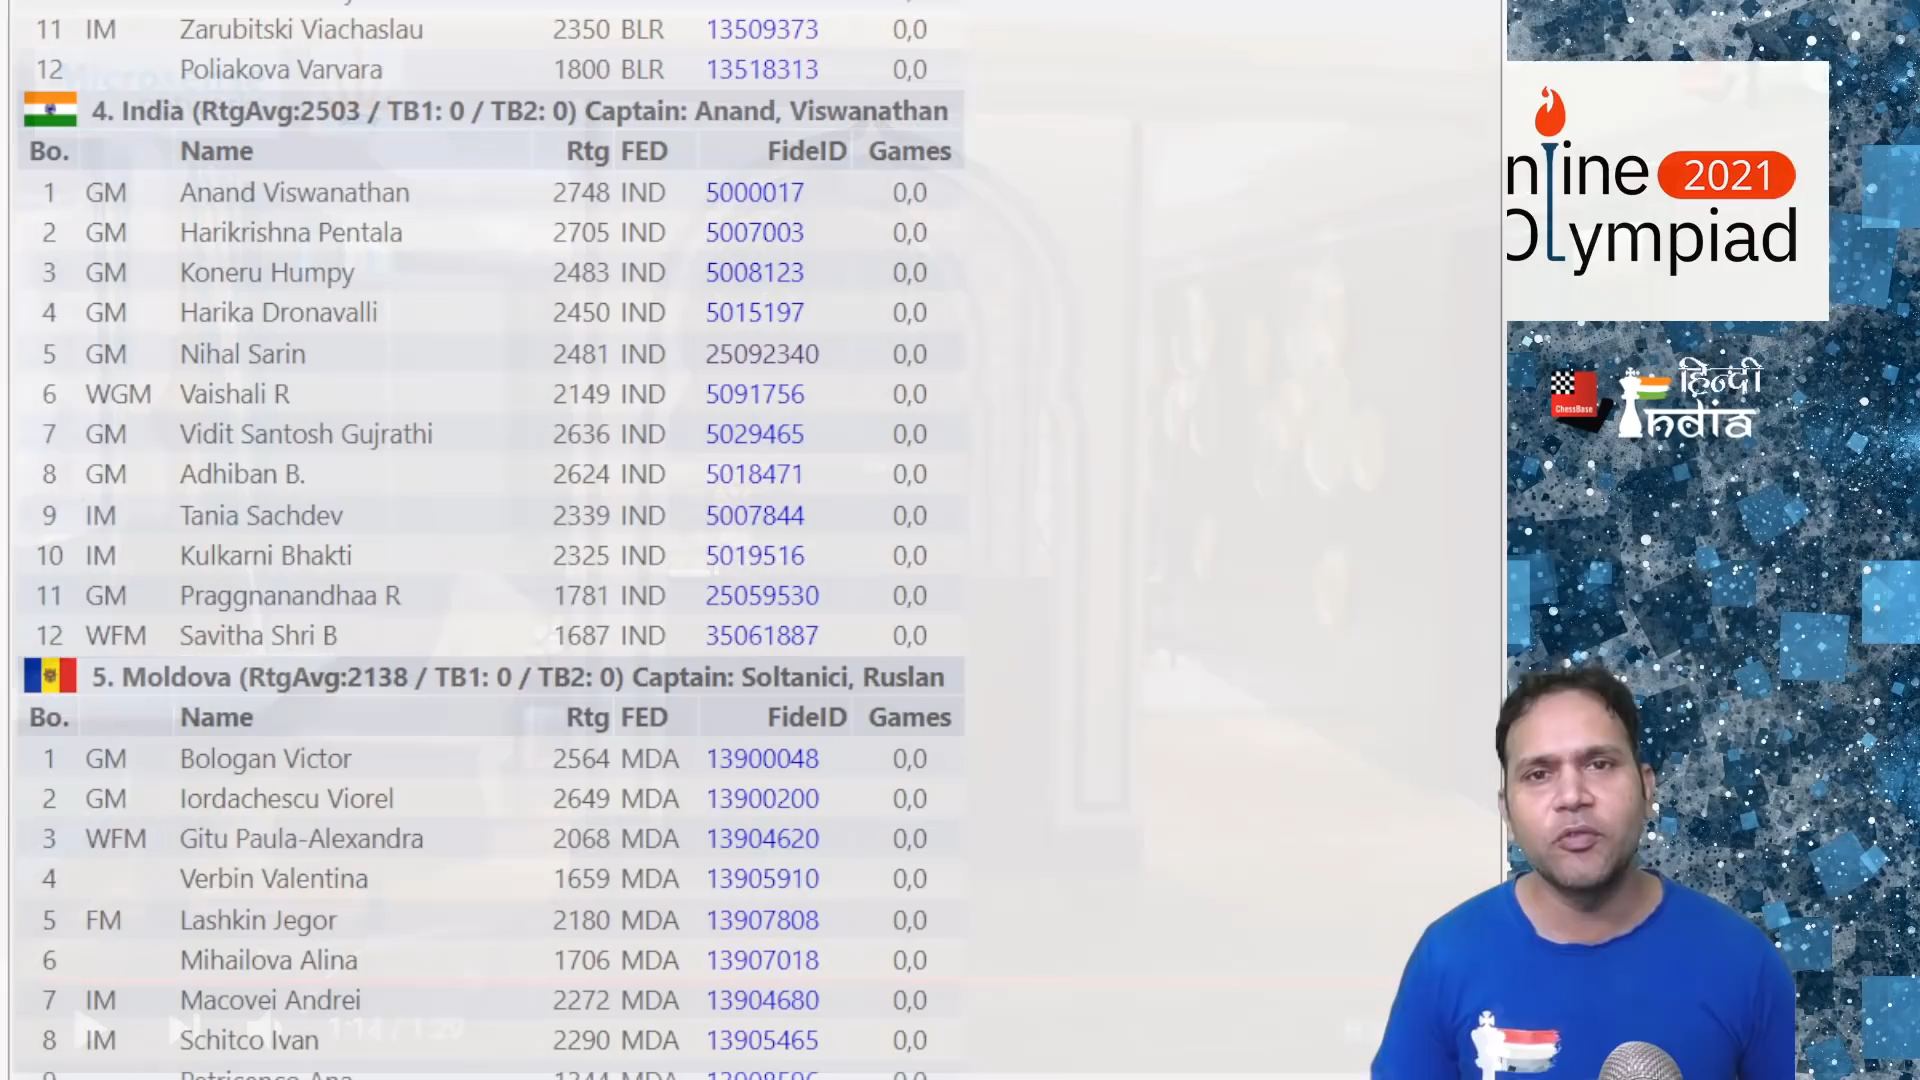 11 IM Zarubitski Viachaslau 2350 BLR 13509373 0,0
12 Poliakova Varvara 1800 BLR 13518313 0,0
4. India (RtgAvg:2503 / TB1: 0 / TB2: 0) Captain: Anand, Viswanathan
Bo. Name Rtg FED FideID Games
1 GM Anand Viswanathan 2748 IND 5000017 0,0
2 GM Harikrishna Pentala 2705 IND 5007003 0,0
3 GM Koneru Humpy 2483 IND 5008123 0,0
4 GM Harika Dronavalli 2450 IND 5015197 0,0
5 GM Nihal Sarin 2481 IND 25092340 0,0
6 WGM Vaishali R 2149 IND 5091756 0,0
7 GM Vidit Santosh Gujrathi 2636 IND 5029465 0,0
8 GM Adhiban B. 2624 IND 5018471 0,0
9 IM Tania Sachdev 2339 IND 5007844 0,0
10 IM Kulkarni Bhakti 2325 IND 5019516 0,0
11 GM Praggnanandhaa R 1781 IND 25059530 0,0
12 WFM Savitha Shri B 1687 IND 35061887 0,0
5. Moldova (RtgAvg:2138 / TB1: 0 / TB2: 0) Captain: Soltanici, Ruslan
Bo. Name Rtg FED FideID Games
1 GM Bologan Victor 2564 MDA 13900048 0,0
2 GM Iordachescu Viorel 2649 MDA 13900200 0,0
3 WFM Gitu Paula-Alexandra 2068 MDA 13904620 0,0
4 Verbin Valentina 1659 MDA 13905910 0,0
5 FM Lashkin Jegor 2180 MDA 13907808 0,0
6 Mihailova Alina 1706 MDA 13907018 0,0
7 IM Macovei Andrei 2272 MDA 13904680 0,0
8 IM Schitco Ivan 2290 MDA 13905465 0,0
1:14 / 1:29
nline 2021
Olympiad
ChessBase
हिन्दी
India